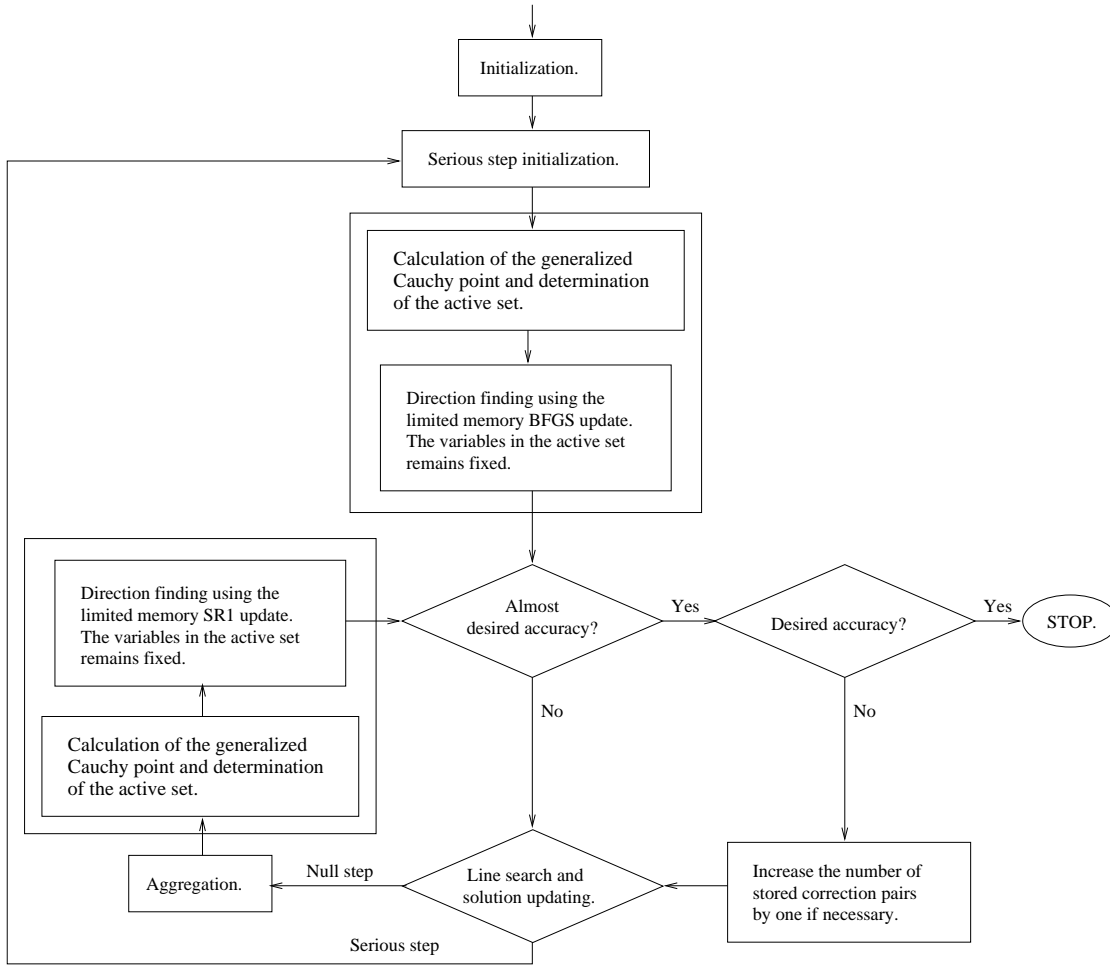 Initialization.
Serious step initialization.
Calculation of the generalized
Cauchy point and determination
of the active set.
Direction finding using the
limited memory BFGS update.
The variables in the active set
remains fixed.
Direction finding using the
limited memory SR1 update.
The variables in the active set
remains fixed.
Almost
desired accuracy?
Yes
Desired accuracy?
Yes
STOP.
No
No
Calculation of the generalized
Cauchy point and determination
of the active set.
Aggregation.
Null step
Line search and
solution updating.
Increase the number of
stored correction pairs
by one if necessary.
Serious step